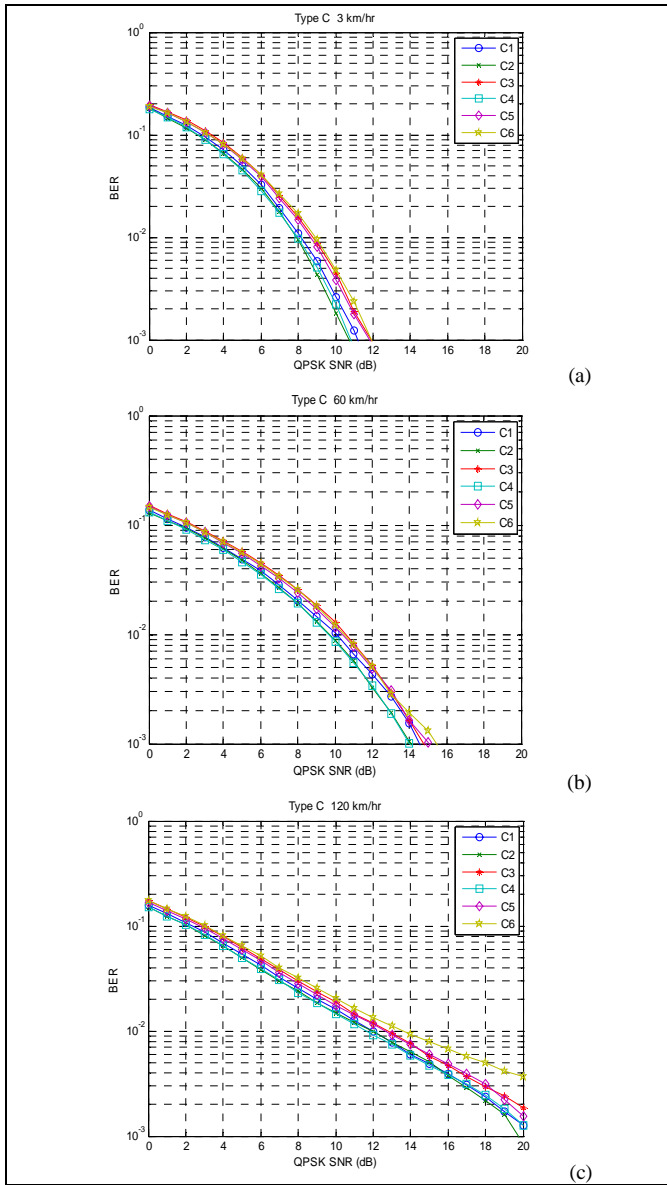 Type C 3 km/hr
10^0
10^-1
10^-2
10^-3
BER
0 2 4 6 8 10 12 14 16 18 20
QPSK SNR (dB)
C1
C2
C3
C4
C5
C6
(a)
Type C 60 km/hr
10^0
10^-1
10^-2
10^-3
BER
0 2 4 6 8 10 12 14 16 18 20
QPSK SNR (dB)
C1
C2
C3
C4
C5
C6
(b)
Type C 120 km/hr
10^0
10^-1
10^-2
10^-3
BER
0 2 4 6 8 10 12 14 16 18 20
QPSK SNR (dB)
C1
C2
C3
C4
C5
C6
(c)